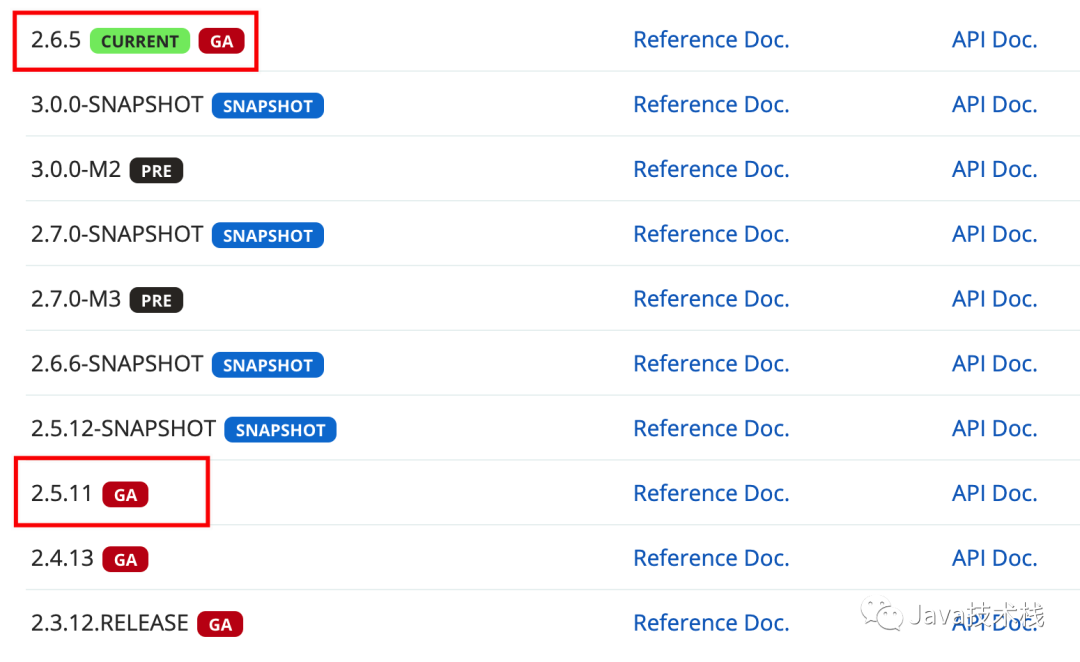 2.6.5 CURRENT GA Reference Doc. API Doc.
3.0.0-SNAPSHOT SNAPSHOT Reference Doc. API Doc.
3.0.0-M2 PRE Reference Doc. API Doc.
2.7.0-SNAPSHOT SNAPSHOT Reference Doc. API Doc.
2.7.0-M3 PRE Reference Doc. API Doc.
2.6.6-SNAPSHOT SNAPSHOT Reference Doc. API Doc.
2.5.12-SNAPSHOT SNAPSHOT Reference Doc. API Doc.
2.5.11 GA Reference Doc. API Doc.
2.4.13 GA Reference Doc. API Doc.
2.3.12.RELEASE GA Reference Doc. API Doc.
Java技术栈